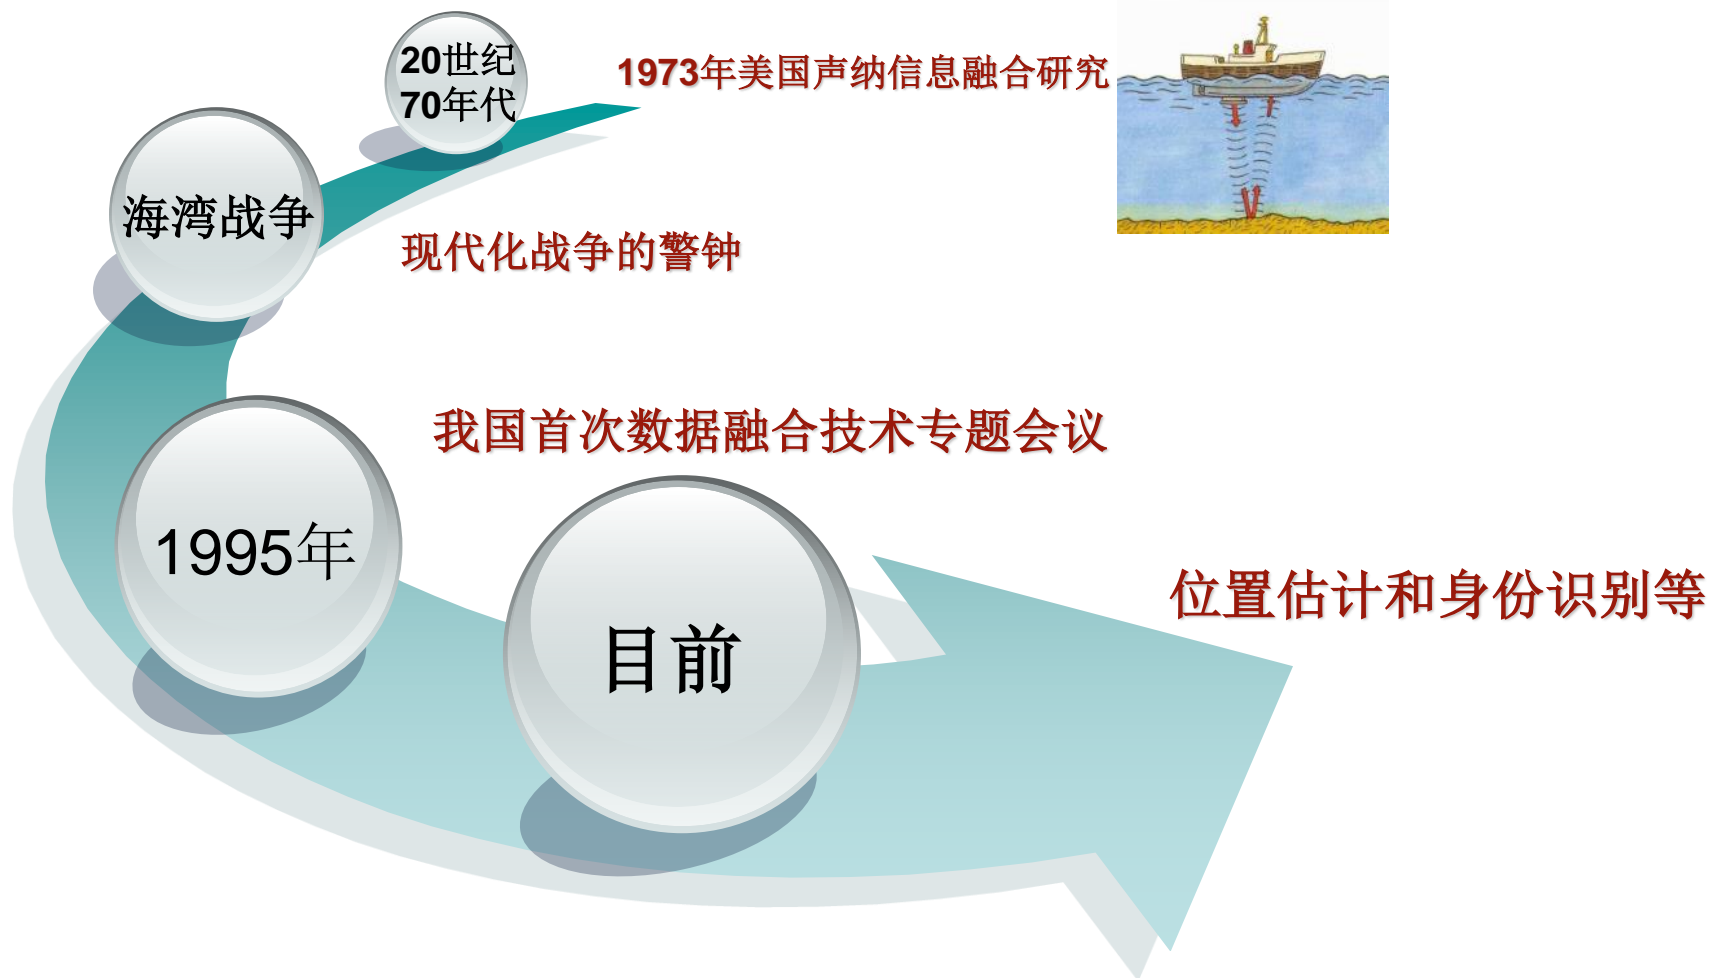 20世纪
70年代
1973年美国声纳信息融合研究
海湾战争
现代化战争的警钟
我国首次数据融合技术专题会议
1995年
位置估计和身份识别等
目前